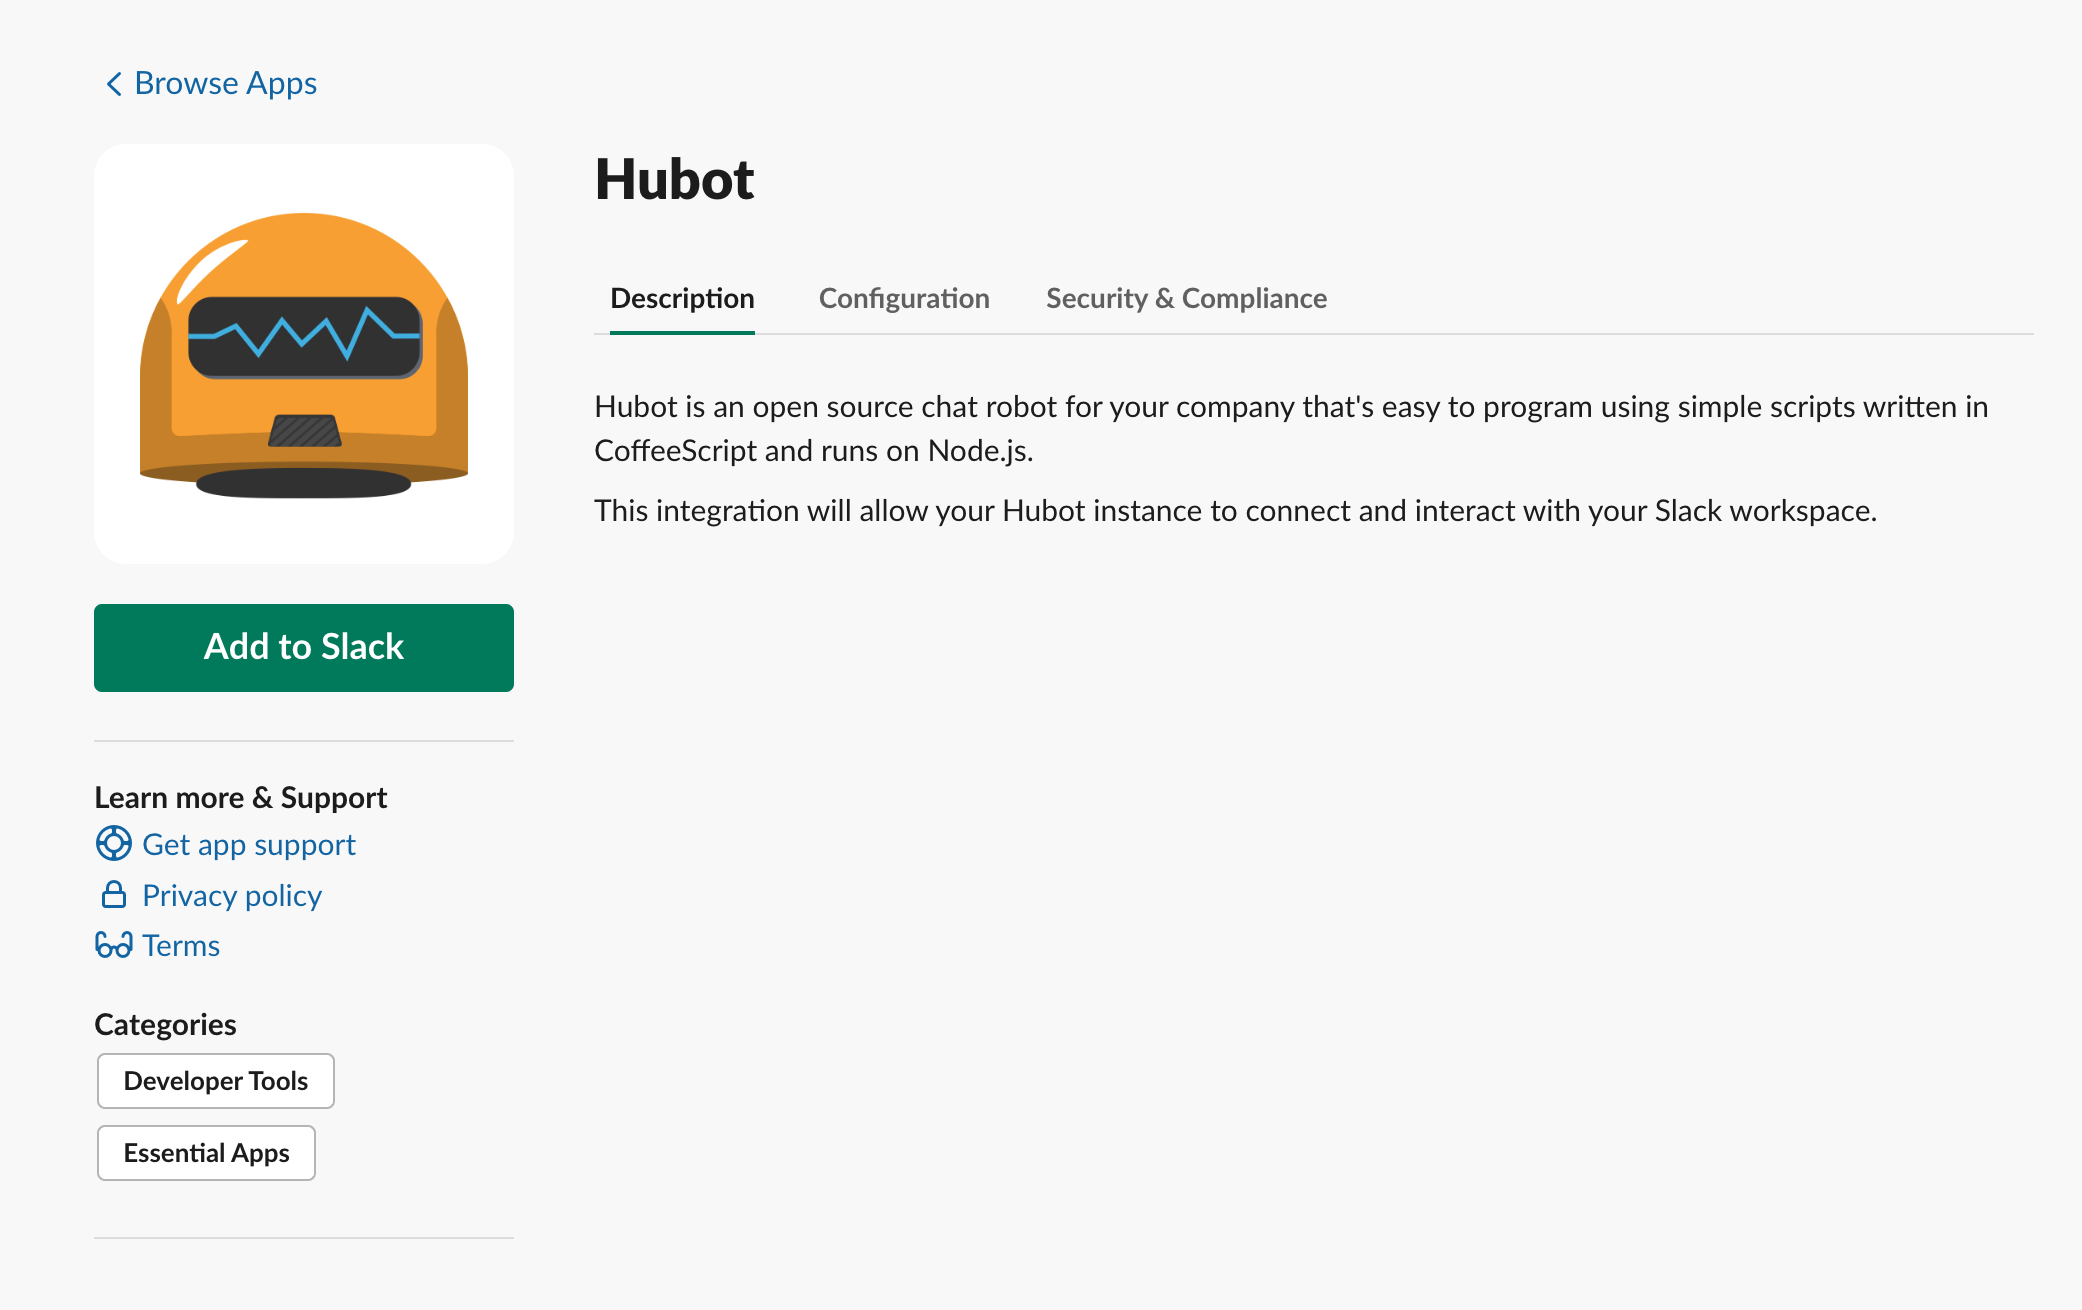 Browse Apps
Hubot
Description Configuration Security & Compliance
Hubot is an open source chat robot for your company that's easy to program using simple scripts written in
CoffeeScript and runs on Node.js.
This integration will allow your Hubot instance to connect and interact with your Slack workspace.
Add to Slack
Learn more & Support
Get app support
Privacy policy
Terms
Categories
Developer Tools
Essential Apps